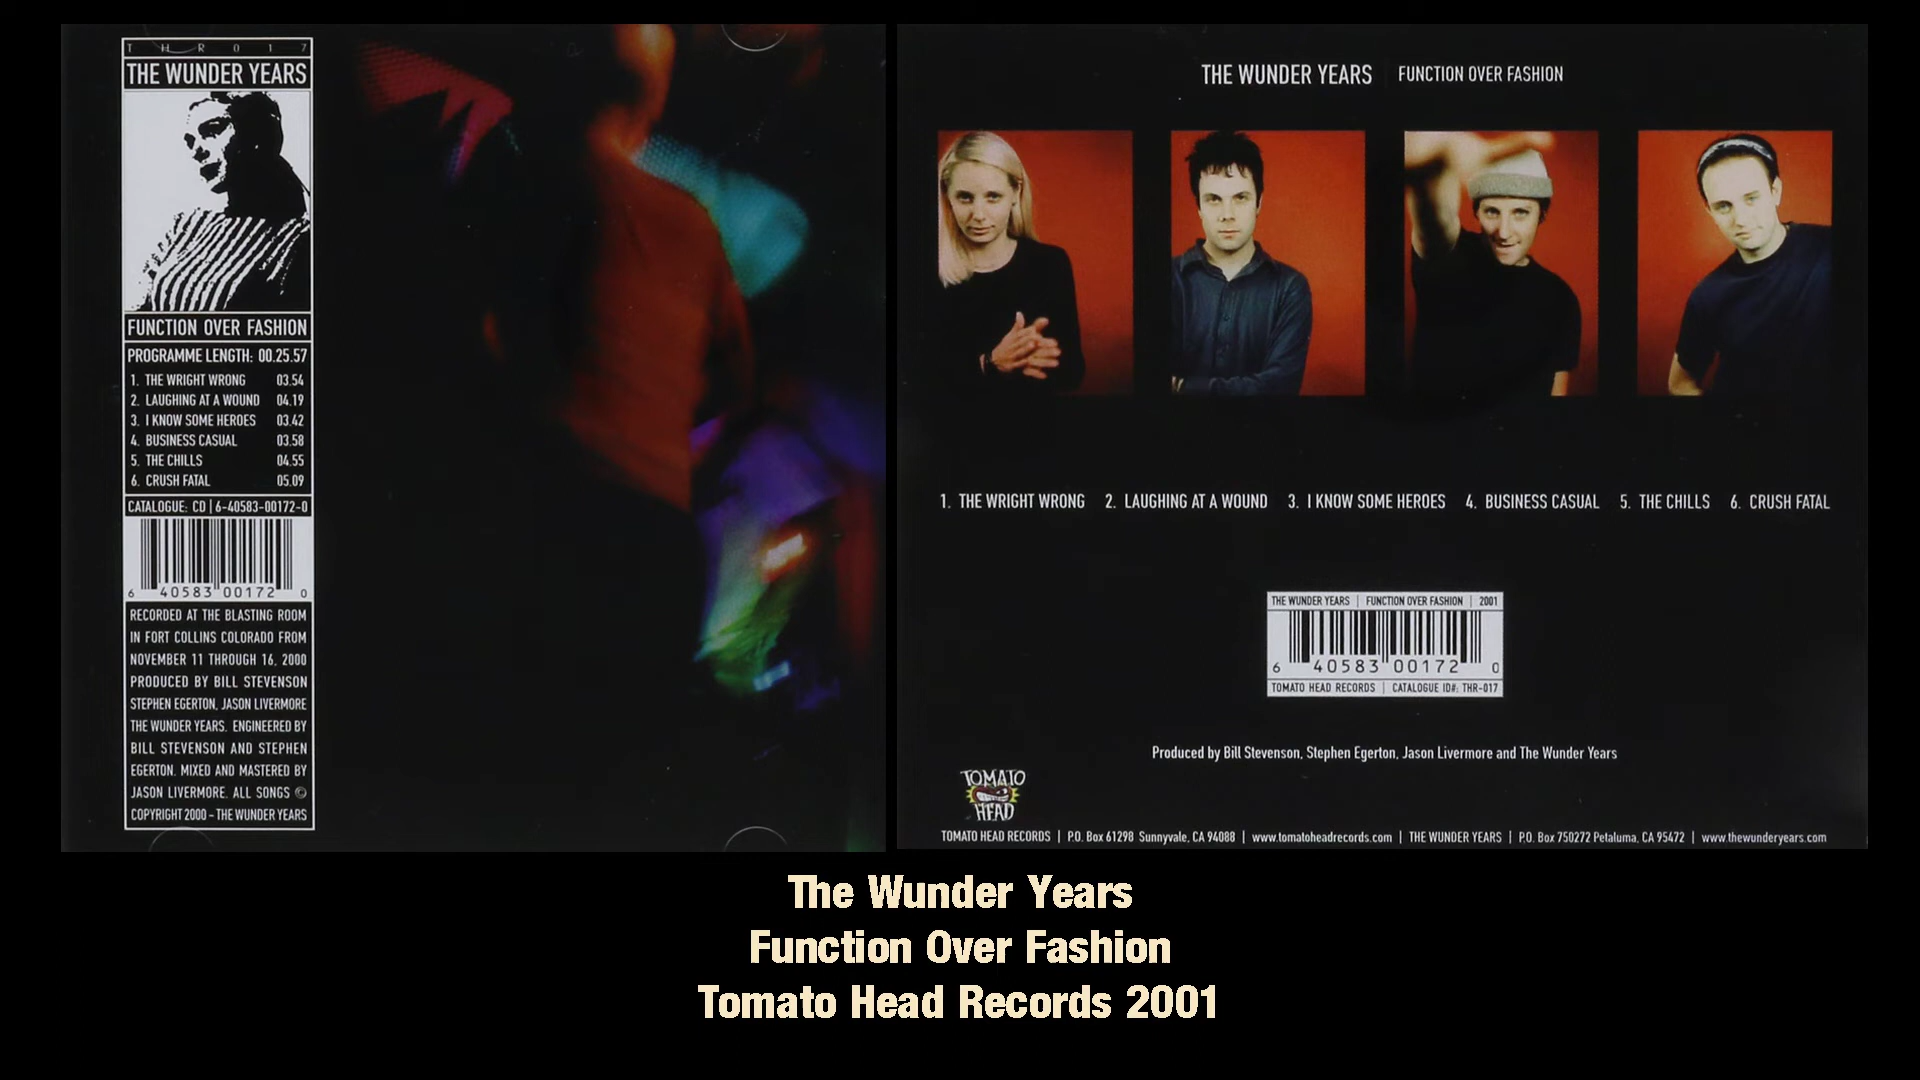 THR017
THE WUNDER YEARS
FUNCTION OVER FASHION
PROGRAMME LENGTH: 00.25.57
1. THE WRIGHT WRONG 03.54
2. LAUGHING AT A WOUND 04.19
3. I KNOW SOME HEROES 03.42
4. BUSINESS CASUAL 03.58
5. THE CHILLS 04.55
6. CRUSH FATAL 05.09
CATALOGUE: CD | 6-40583-00172-0
6 40583 00172 0
RECORDED AT THE BLASTING ROOM
IN FORT COLLINS COLORADO FROM
NOVEMBER 11 THROUGH 16, 2000
PRODUCED BY BILL STEVENSON
STEPHEN EGERTON, JASON LIVERMORE
THE WUNDER YEARS. ENGINEERED BY
BILL STEVENSON AND STEPHEN
EGERTON. MIXED AND MASTERED BY
JASON LIVERMORE. ALL SONGS ©
COPYRIGHT 2000 - THE WUNDER YEARS
THE WUNDER YEARS FUNCTION OVER FASHION
1. THE WRIGHT WRONG 2. LAUGHING AT A WOUND 3. I KNOW SOME HEROES 4. BUSINESS CASUAL 5. THE CHILLS 6. CRUSH FATAL
THE WUNDER YEARS | FUNCTION OVER FASHION | 2001
6 40583 00172 0
TOMATO HEAD RECORDS | CATALOGUE ID#: THR-017
Produced by Bill Stevenson, Stephen Egerton, Jason Livermore and The Wunder Years
TOMATO
HEAD
TOMATO HEAD RECORDS | P.O. Box 61298 Sunnyvale, CA 94088 | www.tomatoheadrecords.com | THE WUNDER YEARS | P.O. Box 750272 Petaluma, CA 95472 | www.thewunderyears.com
The Wunder Years
Function Over Fashion
Tomato Head Records 2001